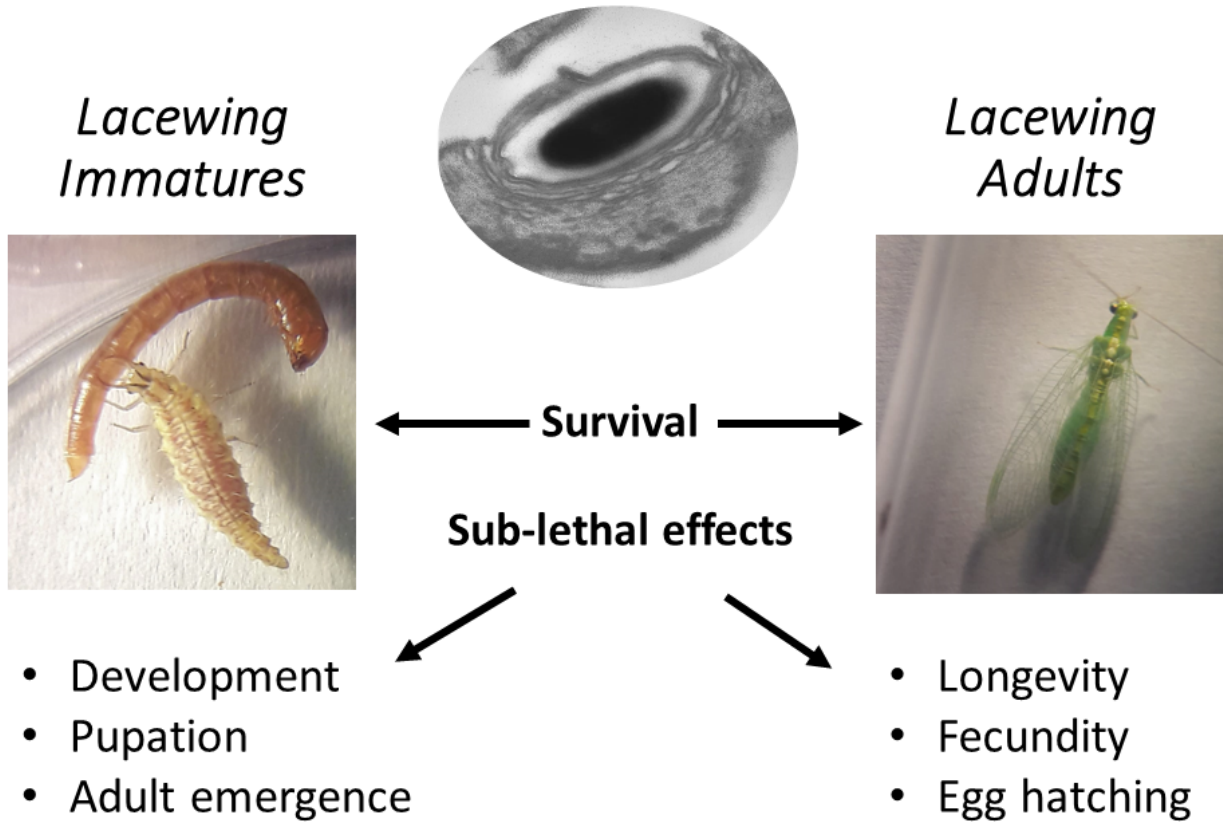 Lacewing
Immatures
Lacewing
Adults
Survival
Sub-lethal effects
• Development
• Pupation
• Adult emergence
• Longevity
• Fecundity
• Egg hatching